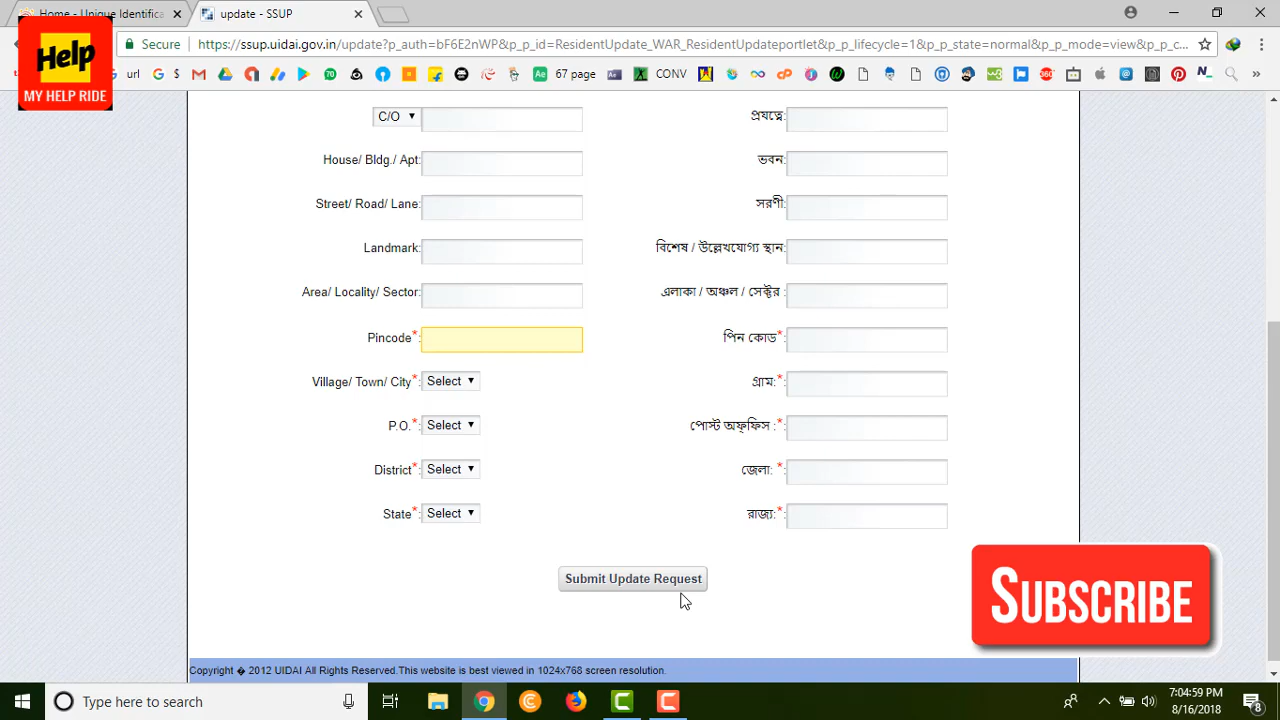 Home - Unique Identifica
update - SSUP
Help
MY HELP RIDE
Secure
https://ssup.uidai.gov.in/update?p_auth=bF6E2nWP&p_p_id=ResidentUpdate_WAR_ResidentUpdateportlet&p_p_lifecycle=1&p_p_state=normal&p_p_mode=view&p_p_c...
url
$
67 page
CONV
C/O
প্রযত্নে:
House/ Bldg./ Apt:
ভবন:
Street/ Road/ Lane:
সরণী:
Landmark:
বিশেষ / উল্লেখযোগ্য স্থান:
Area/ Locality/ Sector:
এলাকা / অঞ্চল / সেক্টর :
Pincode*:
পিন কোড*:
Village/ Town/ City*: Select
গ্রাম:*:
P.O.*: Select
পোস্ট অফ্ফিস :*:
District*: Select
জেলা: *:
State*: Select
রাজ্য:*:
Submit Update Request
SUBSCRIBE
Copyright � 2012 UIDAI All Rights Reserved.This website is best viewed in 1024x768 screen resolution.
Type here to search
7:04:59 PM
8/16/2018
8